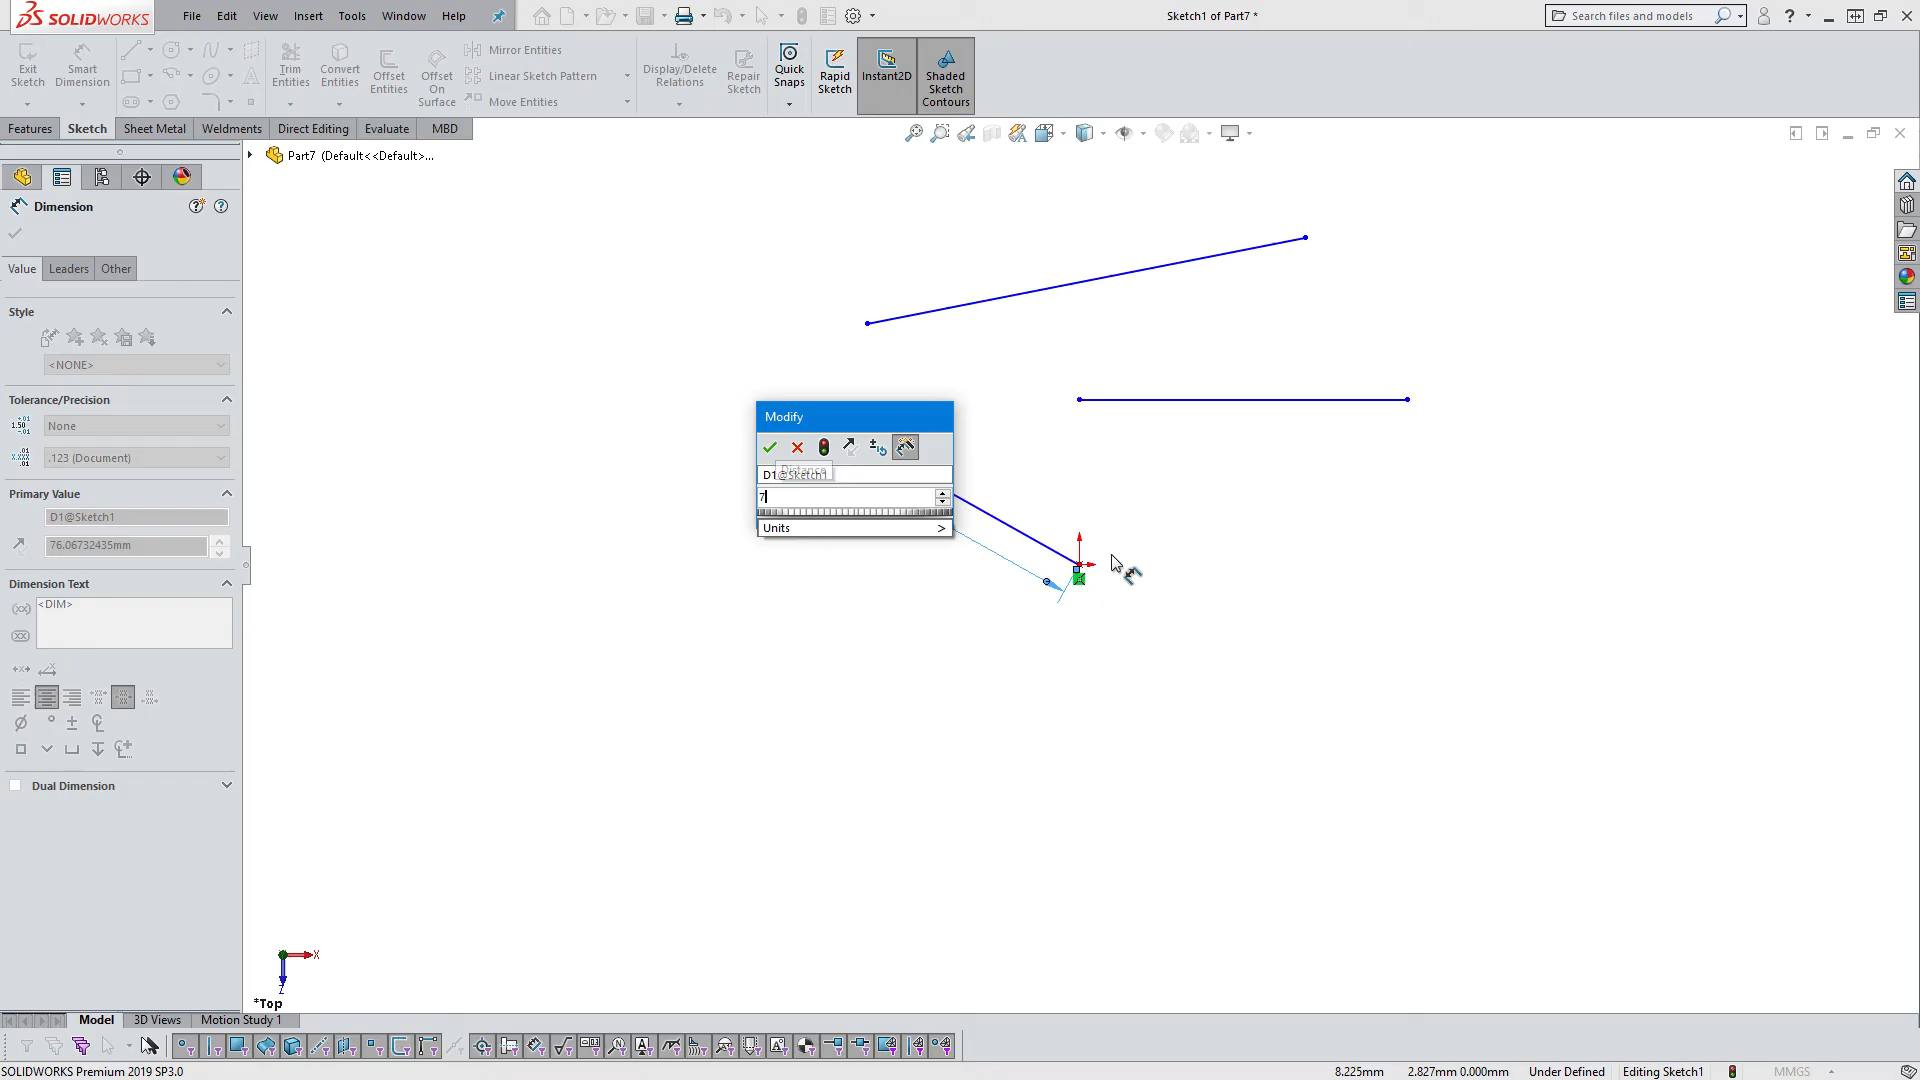 SOLIDWORKS
File
Edit
View
Insert
Tools
Window
Help
Sketch1 of Part7 *
Search files and models
?
Exit
Sketch
Smart
Dimension
Trim
Entities
Convert
Entities
Offset
Entities
Offset
On
Surface
Mirror Entities
Linear Sketch Pattern
Move Entities
Display/Delete
Relations
Repair
Sketch
Quick
Snaps
Rapid
Sketch
Instant2D
Shaded
Sketch
Contours
Features
Sketch
Sheet Metal
Weldments
Direct Editing
Evaluate
MBD
Part7 (Default<<Default>...
Dimension
Value
Leaders
Other
Style
<NONE>
Tolerance/Precision
None
.123 (Document)
Primary Value
D1@Sketch1
76.06732435mm
Dimension Text
<DIM>
Dual Dimension
Modify
D1@Sketch1
Distance
7
Units >
X
Z
*Top
Model
3D Views
Motion Study 1
SOLIDWORKS Premium 2019 SP3.0
8.225mm
2.827mm 0.000mm
Under Defined
Editing Sketch1
MMGS